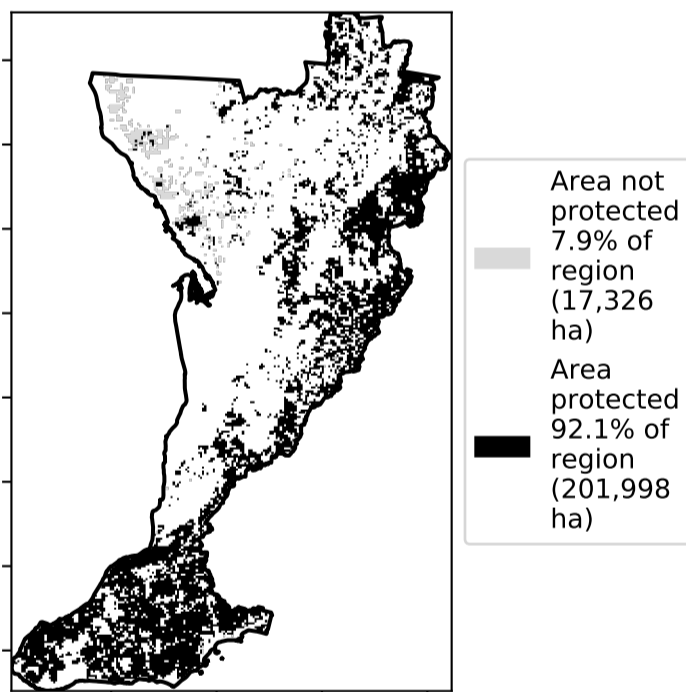 Area not
protected
7.9% of
region
(17,326
ha)
Area
protected
92.1% of
region
(201,998
ha)